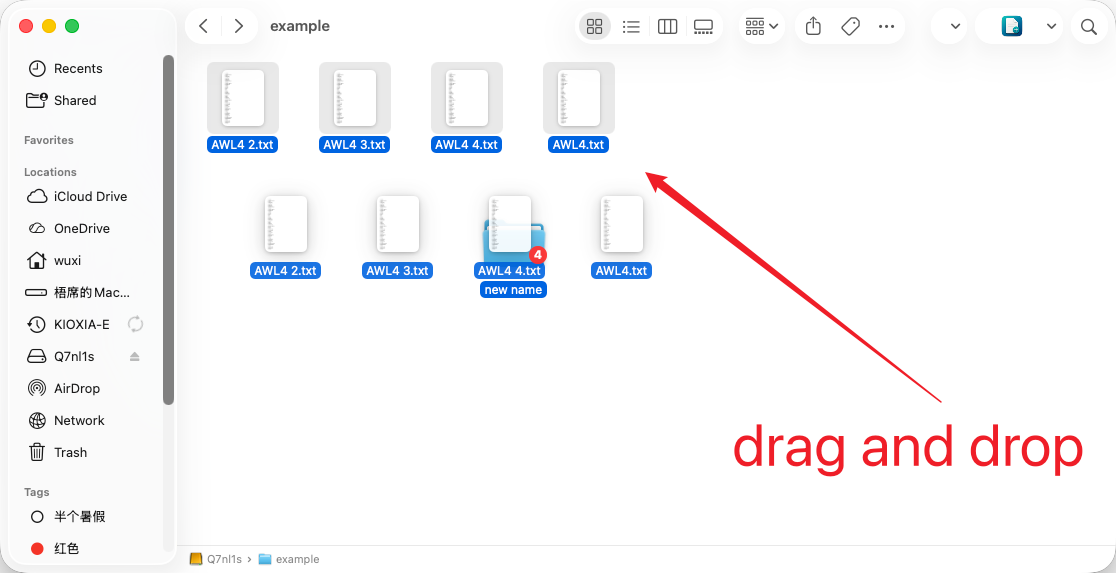 example
Recents
Shared
Favorites
Locations
iCloud Drive
OneDrive
wuxi
梧席的Mac...
KIOXIA-E
Q7nl1s
AirDrop
Network
Trash
Tags
半个暑假
红色
AWL4 2.txt
AWL4 3.txt
AWL4 4.txt
AWL4.txt
AWL4 2.txt
AWL4 3.txt
4
AWL4 4.txt
AWL4.txt
new name
drag and drop
Q7nl1s › example